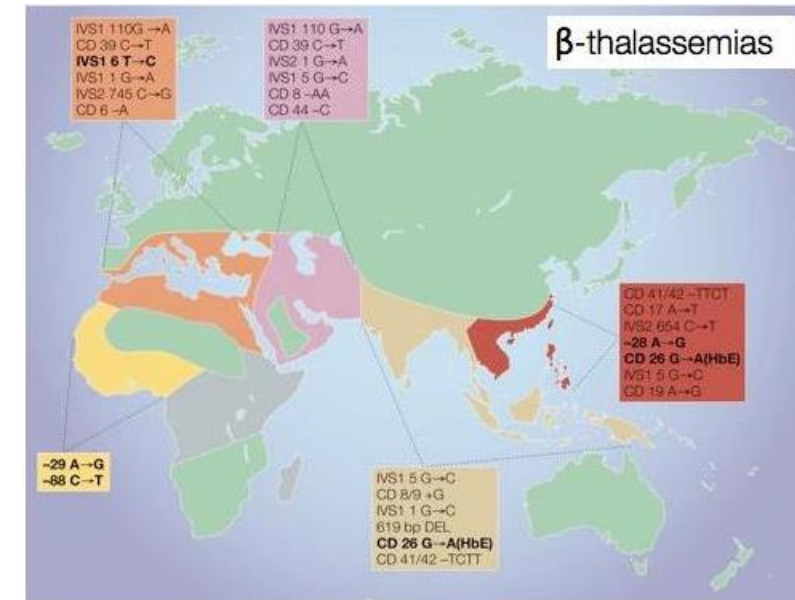 β-thalassemias
IVS1 110G →A
CD 39 C→T
IVS1 6 T→C
IVS1 1 G→A
IVS2 745 C→G
CD 6 –A
IVS1 110 G→A
CD 39 C→T
IVS2 1 G→A
IVS1 5 G→C
CD 8 –AA
CD 44 –C
CD 41/42 –TTCT
CD 17 A→T
IVS2 654 C→T
–28 A→G
CD 26 G→A(HbE)
IVS1 5 G→C
CD 19 A→G
–29 A→G
–88 C→T
IVS1 5 G→C
CD 8/9 +G
IVS1 1 G→C
619 bp DEL
CD 26 G→A(HbE)
CD 41/42 –TCTT